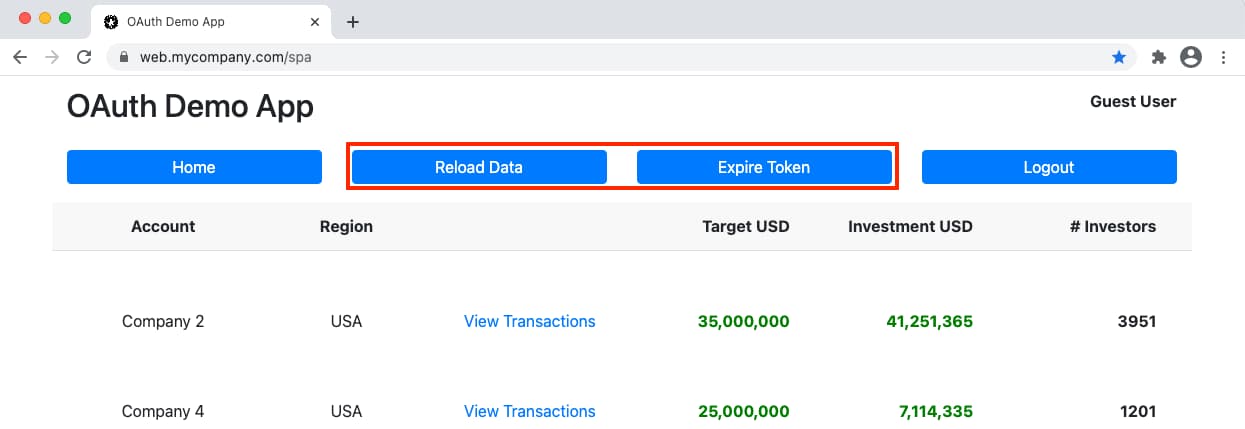 OAuth Demo App
web.mycompany.com/spa
OAuth Demo App
Guest User
Home Reload Data Expire Token Logout
Account Region Target USD Investment USD # Investors
Company 2 USA View Transactions 35,000,000 41,251,365 3951
Company 4 USA View Transactions 25,000,000 7,114,335 1201